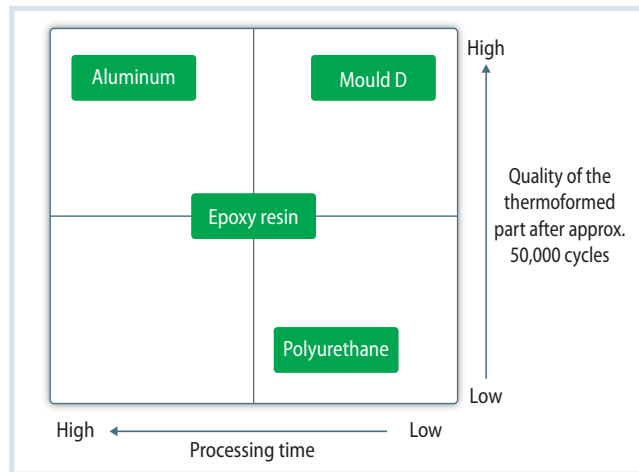 Aluminum
Mould D
High
Epoxy resin
Quality of the
thermoformed
part after approx.
50,000 cycles
Polyurethane
Low
High
Low
Processing time